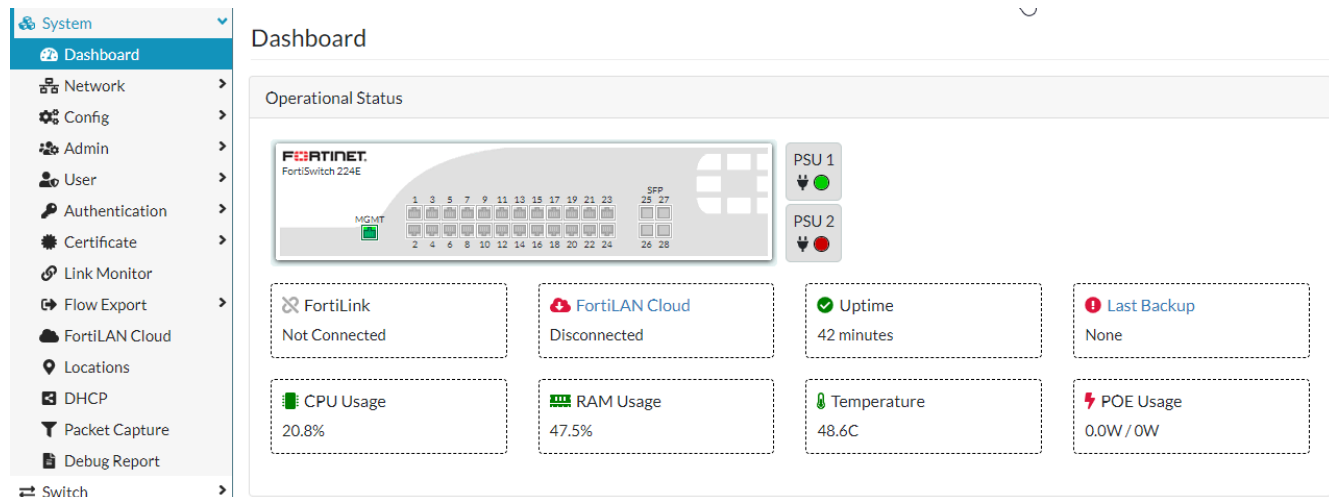 System
Dashboard
Network
Config
Admin
User
Authentication
Certificate
Link Monitor
Flow Export
FortiLAN Cloud
Locations
DHCP
Packet Capture
Debug Report
Switch
Dashboard
Operational Status
FORTINET.
FortiSwitch 224E
MGMT
1 3 5 7 9 11 13 15 17 19 21 23
2 4 6 8 10 12 14 16 18 20 22 24
SFP
25 27
26 28
PSU 1
PSU 2
FortiLink
Not Connected
FortiLAN Cloud
Disconnected
Uptime
42 minutes
Last Backup
None
CPU Usage
20.8%
RAM Usage
47.5%
Temperature
48.6C
POE Usage
0.0W / 0W